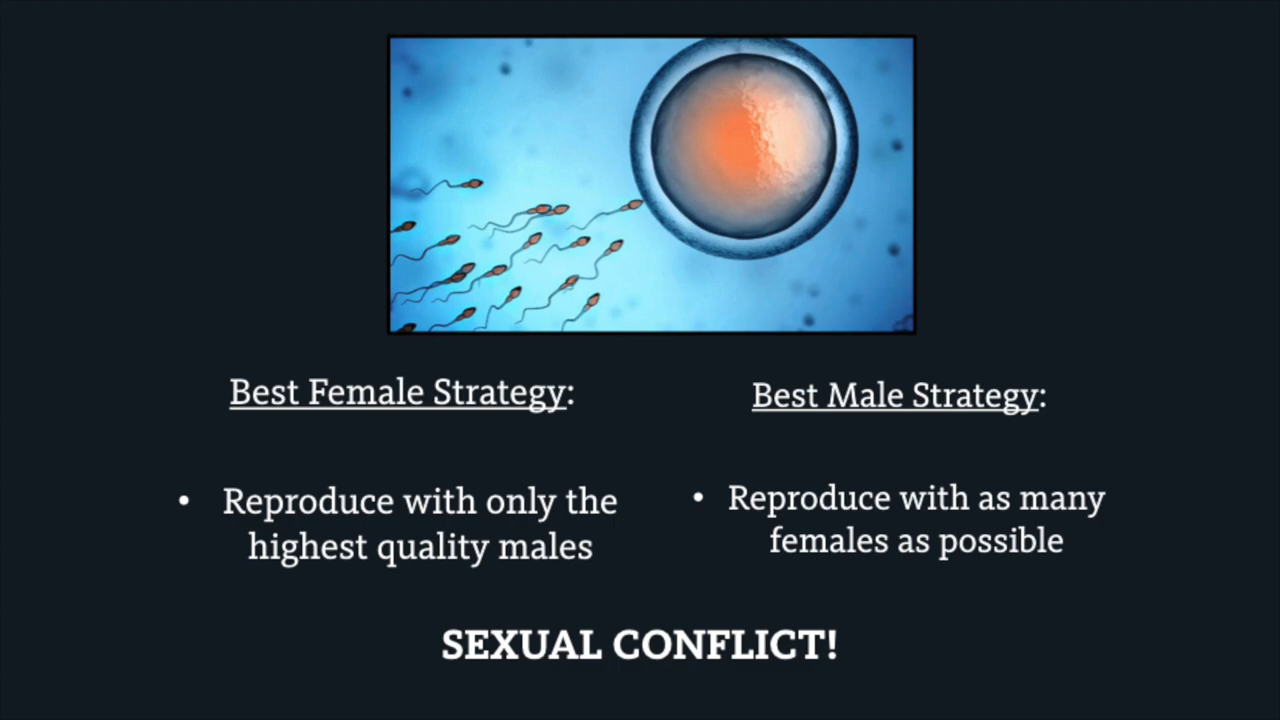 Best Female Strategy:
• Reproduce with only the
highest quality males
Best Male Strategy:
• Reproduce with as many
females as possible
SEXUAL CONFLICT!